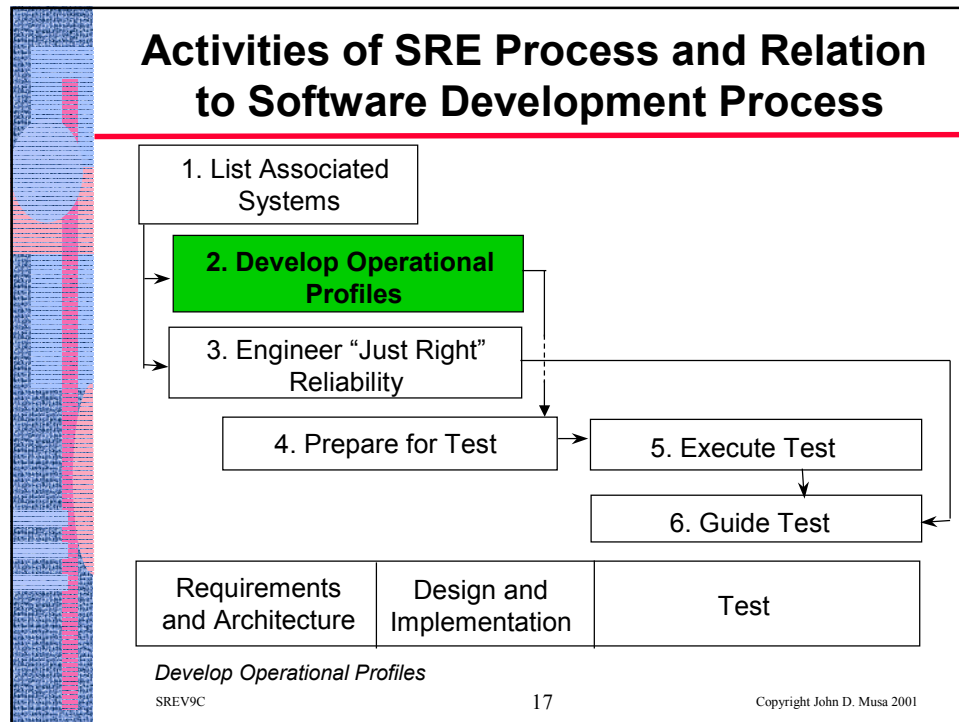 Activities of SRE Process and Relation
to Software Development Process
1. List Associated
Systems
2. Develop Operational
Profiles
3. Engineer “Just Right”
Reliability
4. Prepare for Test
5. Execute Test
6. Guide Test
Requirements
and Architecture
Design and
Implementation
Test
Develop Operational Profiles
SREV9C
17
Copyright John D. Musa 2001